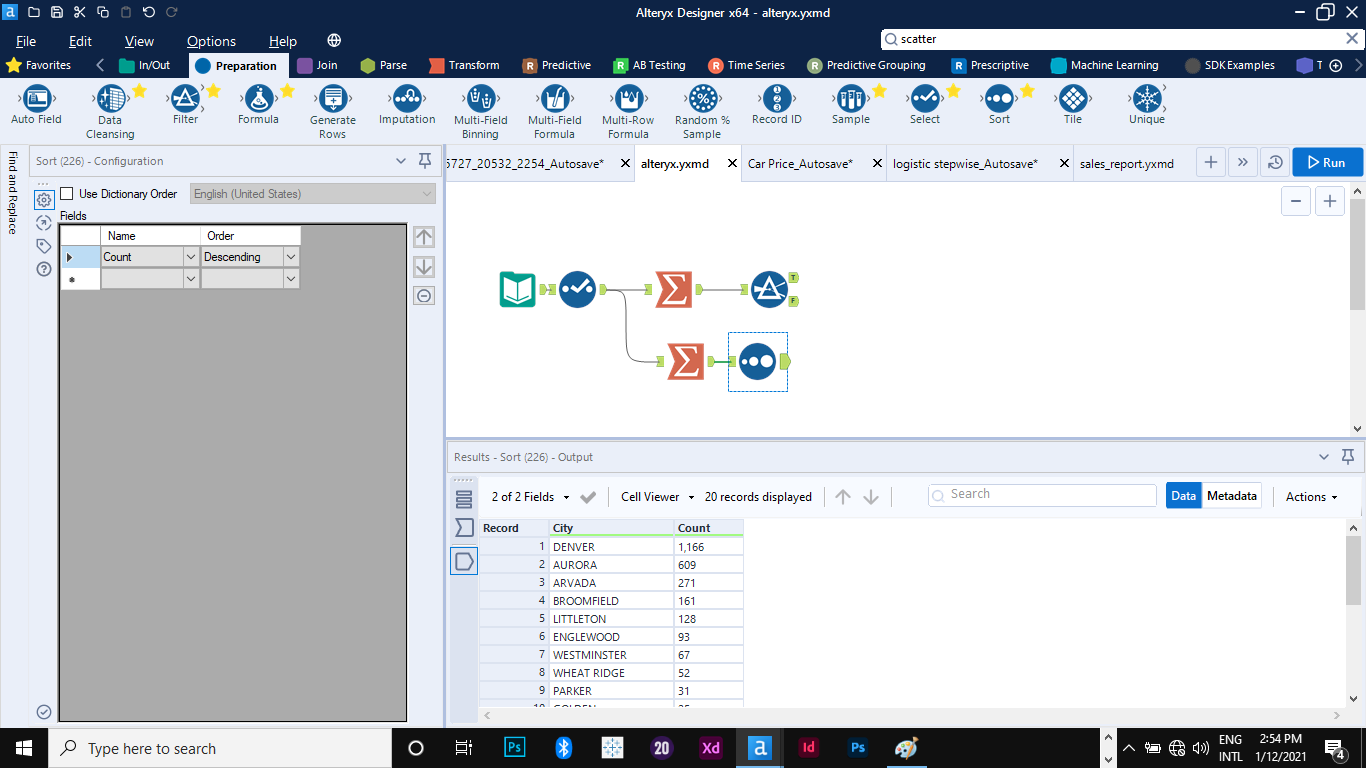 Alteryx Designer x64 - alteryx.yxmd
File Edit View Options Help
scatter
Favorites In/Out Preparation Join Parse Transform Predictive AB Testing Time Series Predictive Grouping Prescriptive Machine Learning SDK Examples T
Auto Field Data Cleansing Filter Formula Generate Rows Imputation Multi-Field Binning Multi-Field Formula Multi-Row Formula Random % Sample Record ID Sample Select Sort Tile Unique
Find and Replace
Sort (226) - Configuration
Use Dictionary Order English (United States)
Fields
Name Order
Count Descending
5727_20532_2254_Autosave* alteryx.yxmd Car Price_Autosave* logistic stepwise_Autosave* sales_report.yxmd Run
T
F
Results - Sort (226) - Output
2 of 2 Fields Cell Viewer 20 records displayed Search Data Metadata Actions
Record City Count
1 DENVER 1,166
2 AURORA 609
3 ARVADA 271
4 BROOMFIELD 161
5 LITTLETON 128
6 ENGLEWOOD 93
7 WESTMINSTER 67
8 WHEAT RIDGE 52
9 PARKER 31
Type here to search
Ps 20 Xd a Id Ps
ENG
INTL
2:54 PM
1/12/2021
4